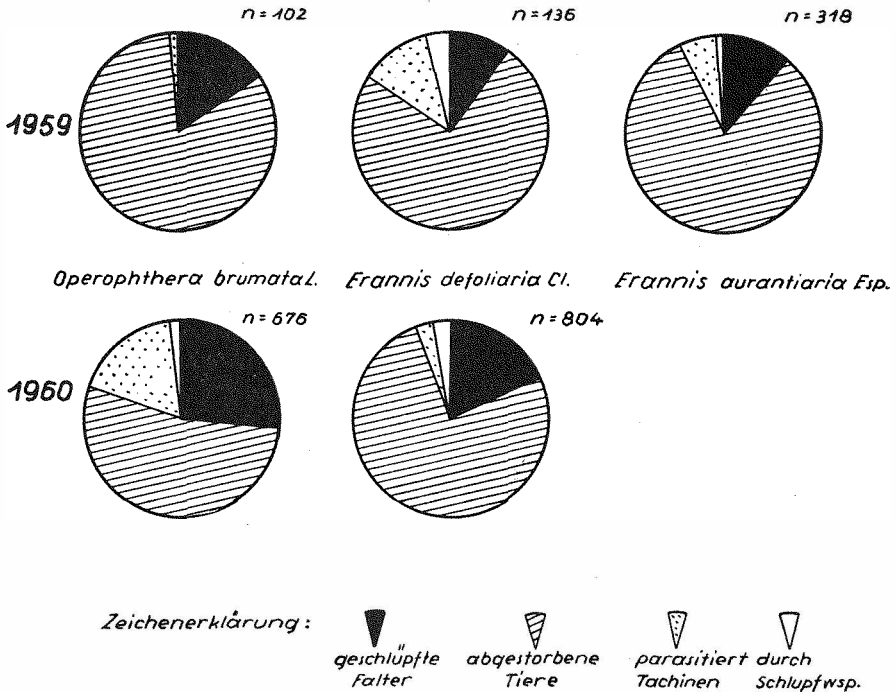 n=102 n=136 n=318
1959
Operophthera brumata L. Erannis defoliaria Cl. Erannis aurantiaria Esp.
n=676 n=804
1960
Zeichenerklärung:
geschlüpfte abgestorbene parasitiert durch
Falter Tiere Tachinen Schlupfwsp.